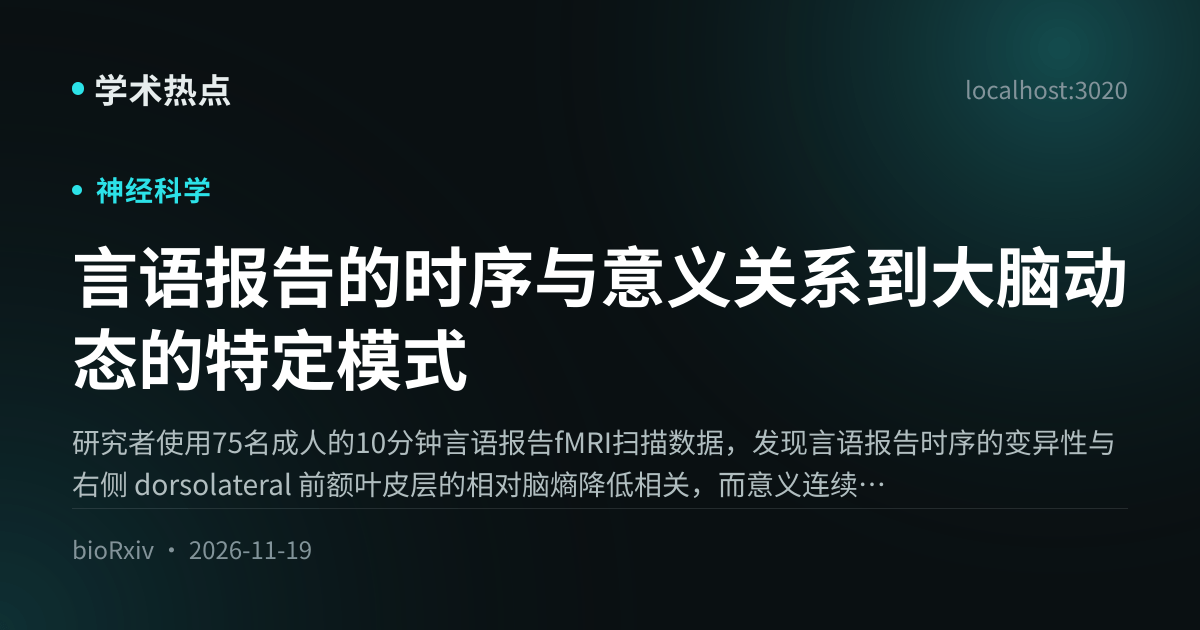 学术热点
localhost:3020
神经科学
言语报告的时序与意义关系到大脑动
态的特定模式
研究者使用75名成人的10分钟言语报告fMRI扫描数据，发现言语报告时序的变异性与
右侧 dorsolateral 前额叶皮层的相对脑熵降低相关，而意义连续…
bioRxiv • 2026-11-19